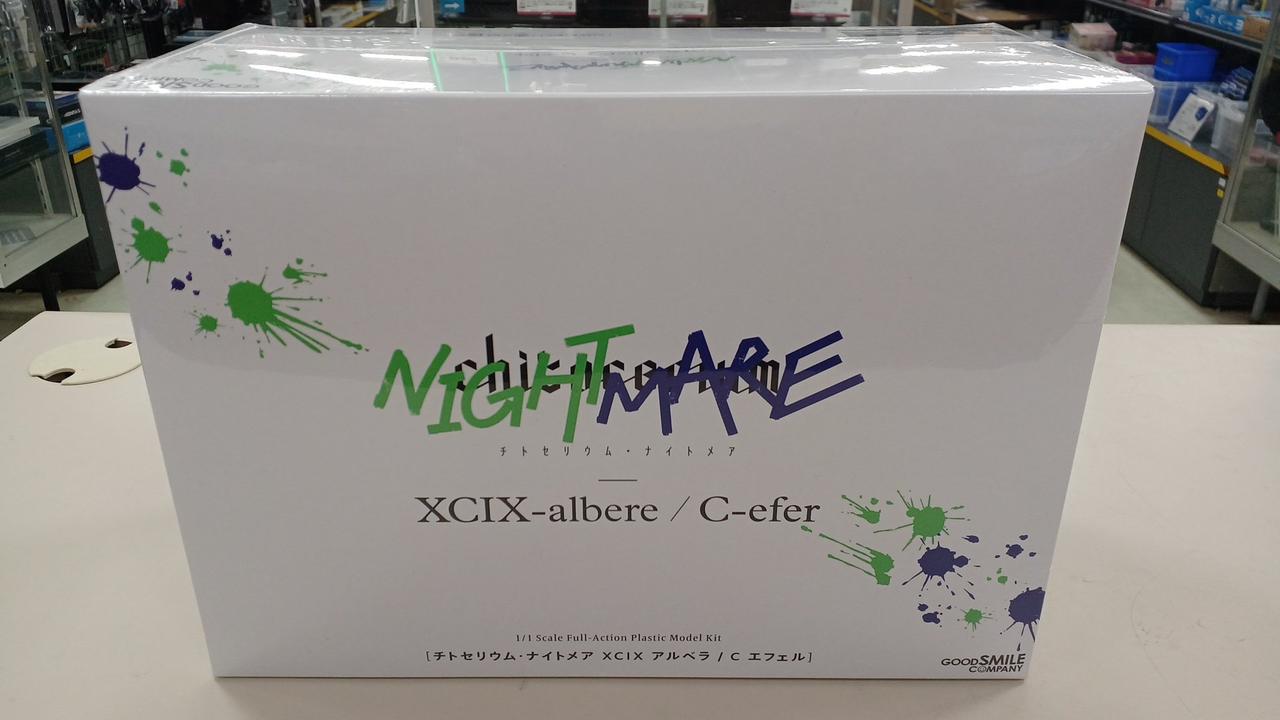 NIGHTMARE
チトセリウム・ナイトメア
XCIX-albere / C-efer
1/1 Scale Full-Action Plastic Model Kit
[チトセリウム・ナイトメア XCIX アルベラ / C エフェル]
GOOD SMILE
COMPANY